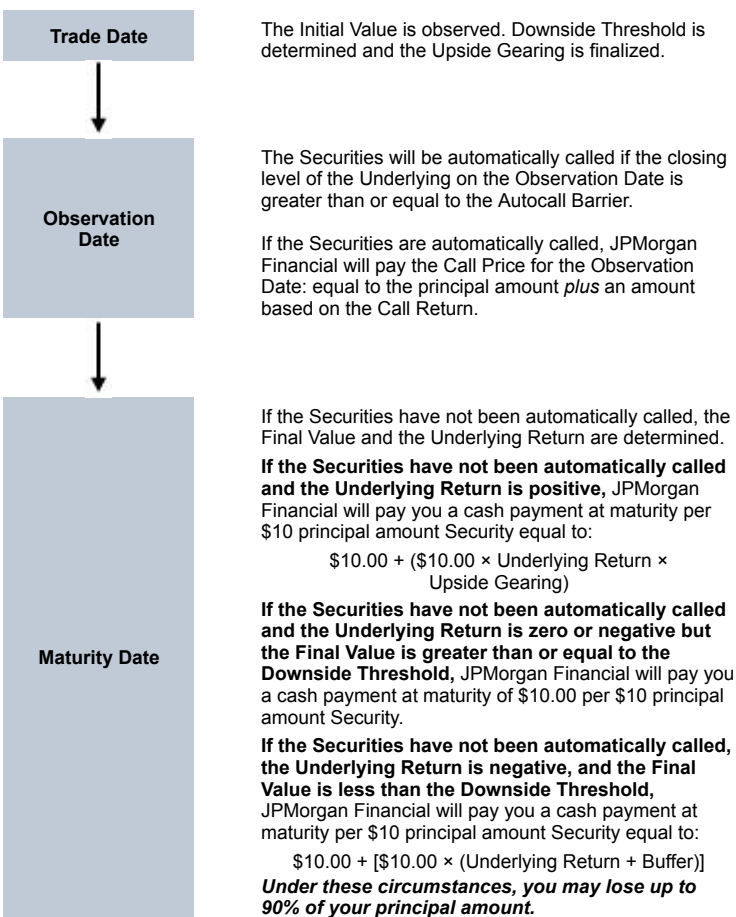 Trade Date
The Initial Value is observed. Downside Threshold is
determined and the Upside Gearing is finalized.
Observation
Date
The Securities will be automatically called if the closing
level of the Underlying on the Observation Date is
greater than or equal to the Autocall Barrier.
If the Securities are automatically called, JPMorgan
Financial will pay the Call Price for the Observation
Date: equal to the principal amount plus an amount
based on the Call Return.
Maturity Date
If the Securities have not been automatically called, the
Final Value and the Underlying Return are determined.
If the Securities have not been automatically called
and the Underlying Return is positive, JPMorgan
Financial will pay you a cash payment at maturity per
$10 principal amount Security equal to:
$10.00 + ($10.00 × Underlying Return ×
Upside Gearing)
If the Securities have not been automatically called
and the Underlying Return is zero or negative but
the Final Value is greater than or equal to the
Downside Threshold, JPMorgan Financial will pay you
a cash payment at maturity of $10.00 per $10 principal
amount Security.
If the Securities have not been automatically called,
the Underlying Return is negative, and the Final
Value is less than the Downside Threshold,
JPMorgan Financial will pay you a cash payment at
maturity per $10 principal amount Security equal to:
$10.00 + [$10.00 × (Underlying Return + Buffer)]
Under these circumstances, you may lose up to
90% of your principal amount.